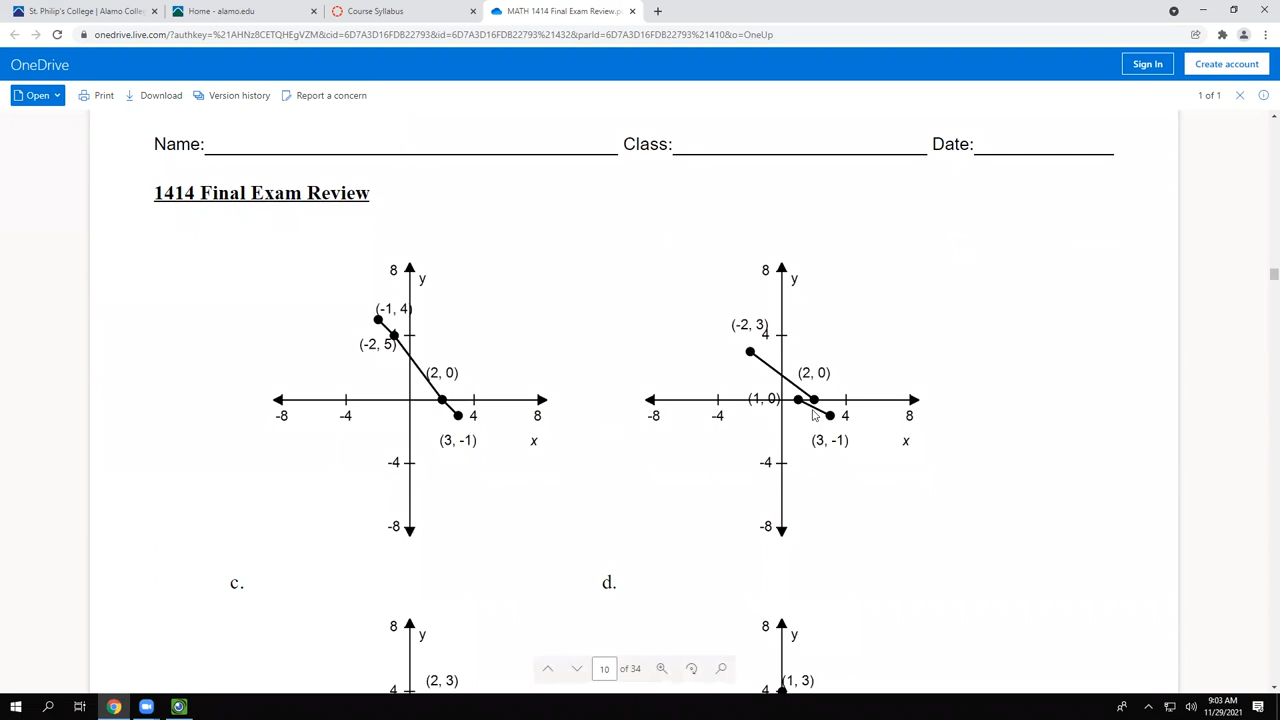 St. Philip's College | Alamo Colleg
Home - alamo.edu
Course Syllabus
MATH 1414 Final Exam Review.po
onedrive.live.com/?authkey=%21AHNz8CETQHEgVZM&cid=6D7A3D16FDB22793&id=6D7A3D16FDB22793%21432&parId=6D7A3D16FDB22793%21410&o=OneUp
OneDrive
Sign In
Create account
Open
Print
Download
Version history
Report a concern
1 of 1
Name: Class: Date:
1414 Final Exam Review
8
y
(-1, 4)
(-2, 5)
(2, 0)
-8
-4
4
8
(3, -1)
x
-4
-8
8
y
(-2, 3)
4
(2, 0)
(1, 0)
-8
-4
4
8
(3, -1)
x
-4
-8
c.
d.
8
y
(2, 3)
4
8
y
(1, 3)
4
10 of 34
9:03 AM
11/29/2021